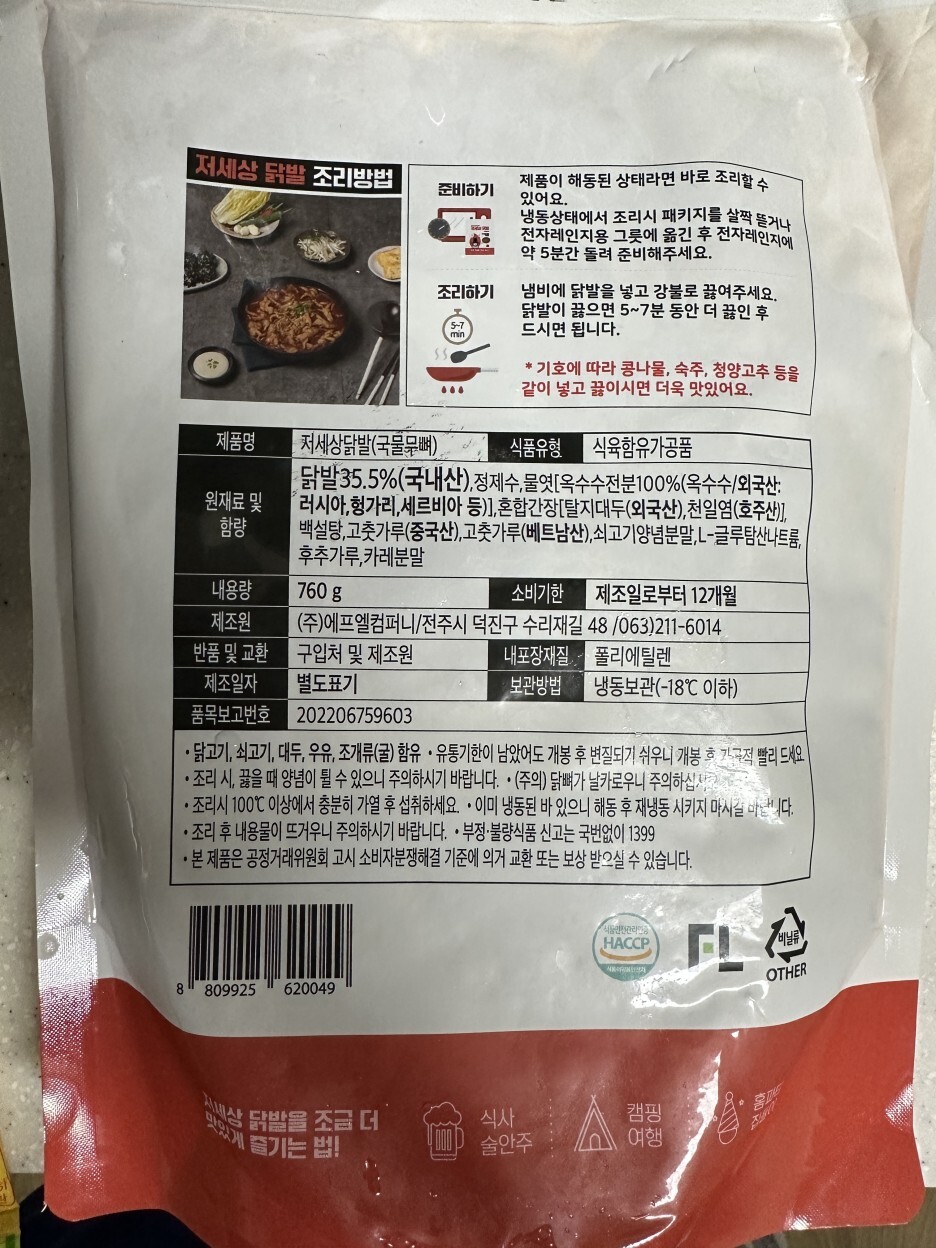 저세상 닭발 조리방법
준비하기
제품이 해동된 상태라면 바로 조리할 수
있어요.
냉동상태에서 조리시 패키지를 살짝 뜯거나
전자레인지용 그릇에 옮긴 후 전자레인지에
약 5분간 돌려 준비해주세요.
조리하기
5~7
min
냄비에 닭발을 넣고 강불로 끓여주세요.
닭발이 끓으면 5~7분 동안 더 끓인 후
드시면 됩니다.
* 기호에 따라 콩나물, 숙주, 청양고추 등을
같이 넣고 끓이시면 더욱 맛있어요.
제품명 저세상닭발(국물무뼈) 식품유형 식육함유가공품
원재료 및
함량
닭발35.5%(국내산),정제수,물엿[옥수수전분100%(옥수수/외국산:
러시아,헝가리,세르비아 등)],혼합간장[탈지대두(외국산),천일염(호주산)],
백설탕,고춧가루(중국산),고춧가루(베트남산),쇠고기양념분말,L-글루탐산나트륨,
후추가루,카레분말
내용량 760 g 소비기한 제조일로부터 12개월
제조원 (주)에프엘컴퍼니/전주시 덕진구 수리재길 48 /063)211-6014
반품 및 교환 구입처 및 제조원 내포장재질 폴리에틸렌
제조일자 별도표기 보관방법 냉동보관(-18℃ 이하)
품목보고번호 202206759603
• 닭고기, 쇠고기, 대두, 우유, 조개류(굴) 함유 • 유통기한이 남았어도 개봉 후 변질되기 쉬우니 개봉 후 빨리 드세요
• 조리 시, 끓을 때 양념이 튈 수 있으니 주의하시기 바랍니다. • (주의) 닭뼈가 날카로우니
• 조리시 100℃ 이상에서 충분히 가열 후 섭취하세요. • 이미 냉동된 바 있으니 해동 후 재냉동 시키지 마시길 바랍니다.
• 조리 후 내용물이 뜨거우니 주의하시기 바랍니다. • 부정·불량식품 신고는 국번없이 1399
• 본 제품은 공정거래위원회 고시 소비자분쟁해결 기준에 의거 교환 또는 보상 받으실 수 있습니다.
8 809925 620049
HACCP
FL
비닐류
OTHER
저세상 닭발을 조금 더
맛있게 즐기는 법!
식사
술안주
캠핑
여행